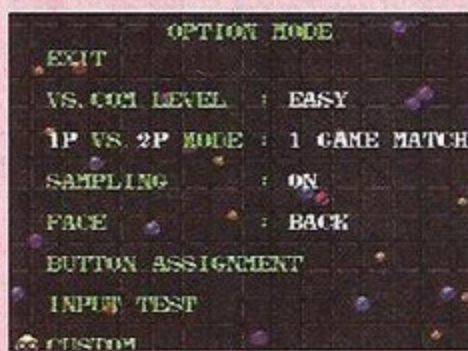 OPTION MODE
EXIT
VS.COM LEVEL : EASY
1P VS.2P MODE : 1 GAME MATCH
SAMPLING : ON
FACE : BACK
BUTTON ASSIGNMENT
INPUT TEST
CUSTOM